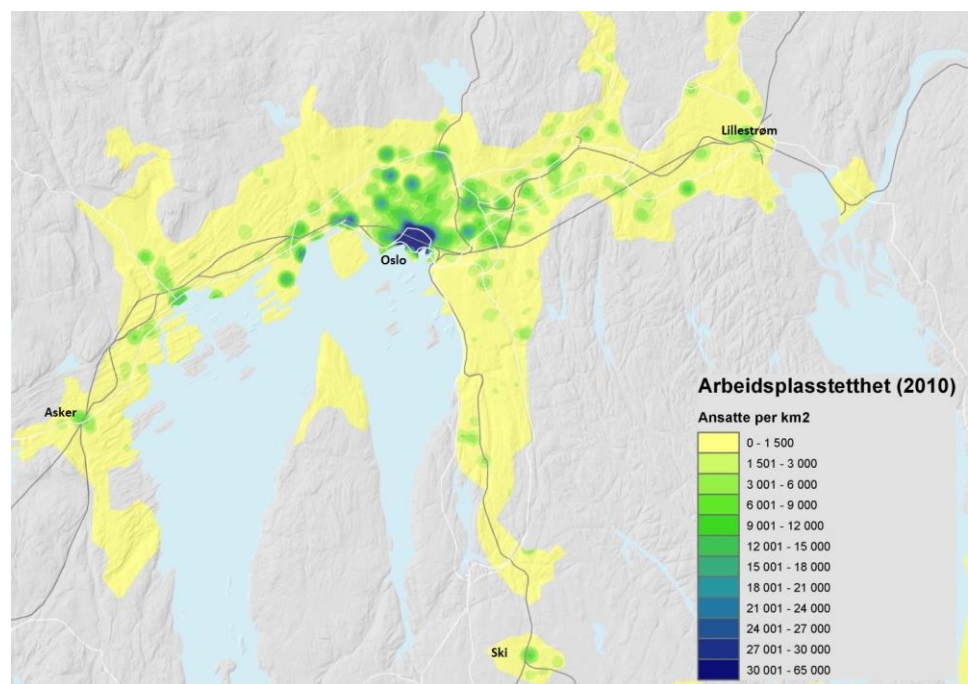 Lillestrøm
Oslo
Asker
Ski
Arbeidsplasstetthet (2010)
Ansatte per km2
0 - 1 500
1 501 - 3 000
3 001 - 6 000
6 001 - 9 000
9 001 - 12 000
12 001 - 15 000
15 001 - 18 000
18 001 - 21 000
21 001 - 24 000
24 001 - 27 000
27 001 - 30 000
30 001 - 65 000